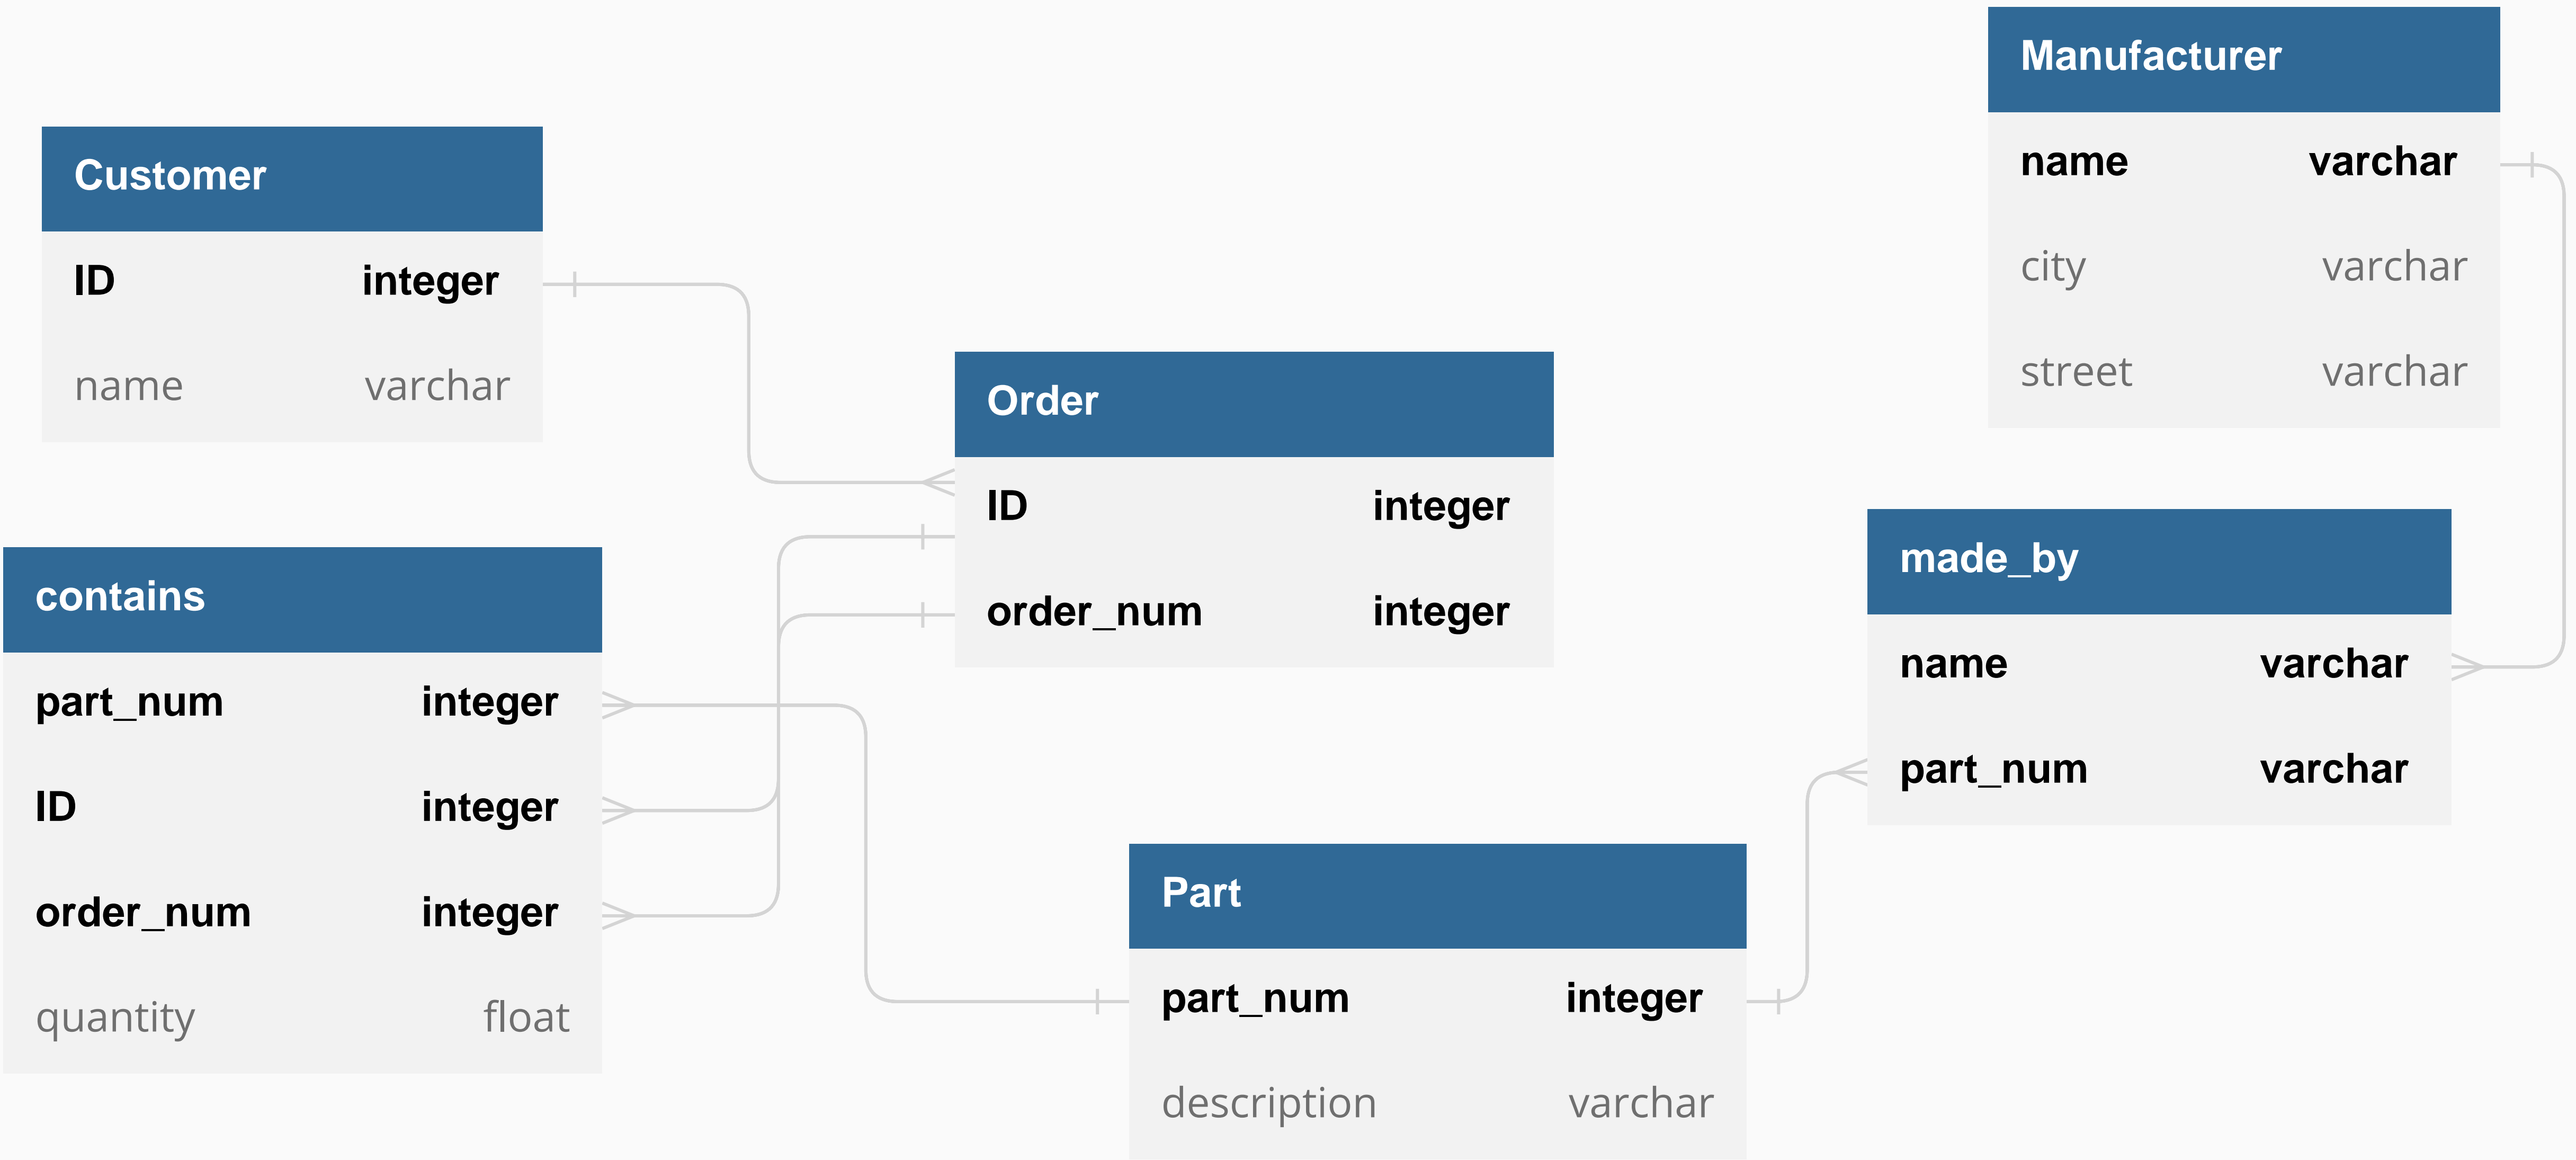 Customer
ID integer
name varchar
contains
part_num integer
ID integer
order_num integer
quantity float
Order
ID integer
order_num integer
Part
part_num integer
description varchar
Manufacturer
name varchar
city varchar
street varchar
made_by
name varchar
part_num varchar